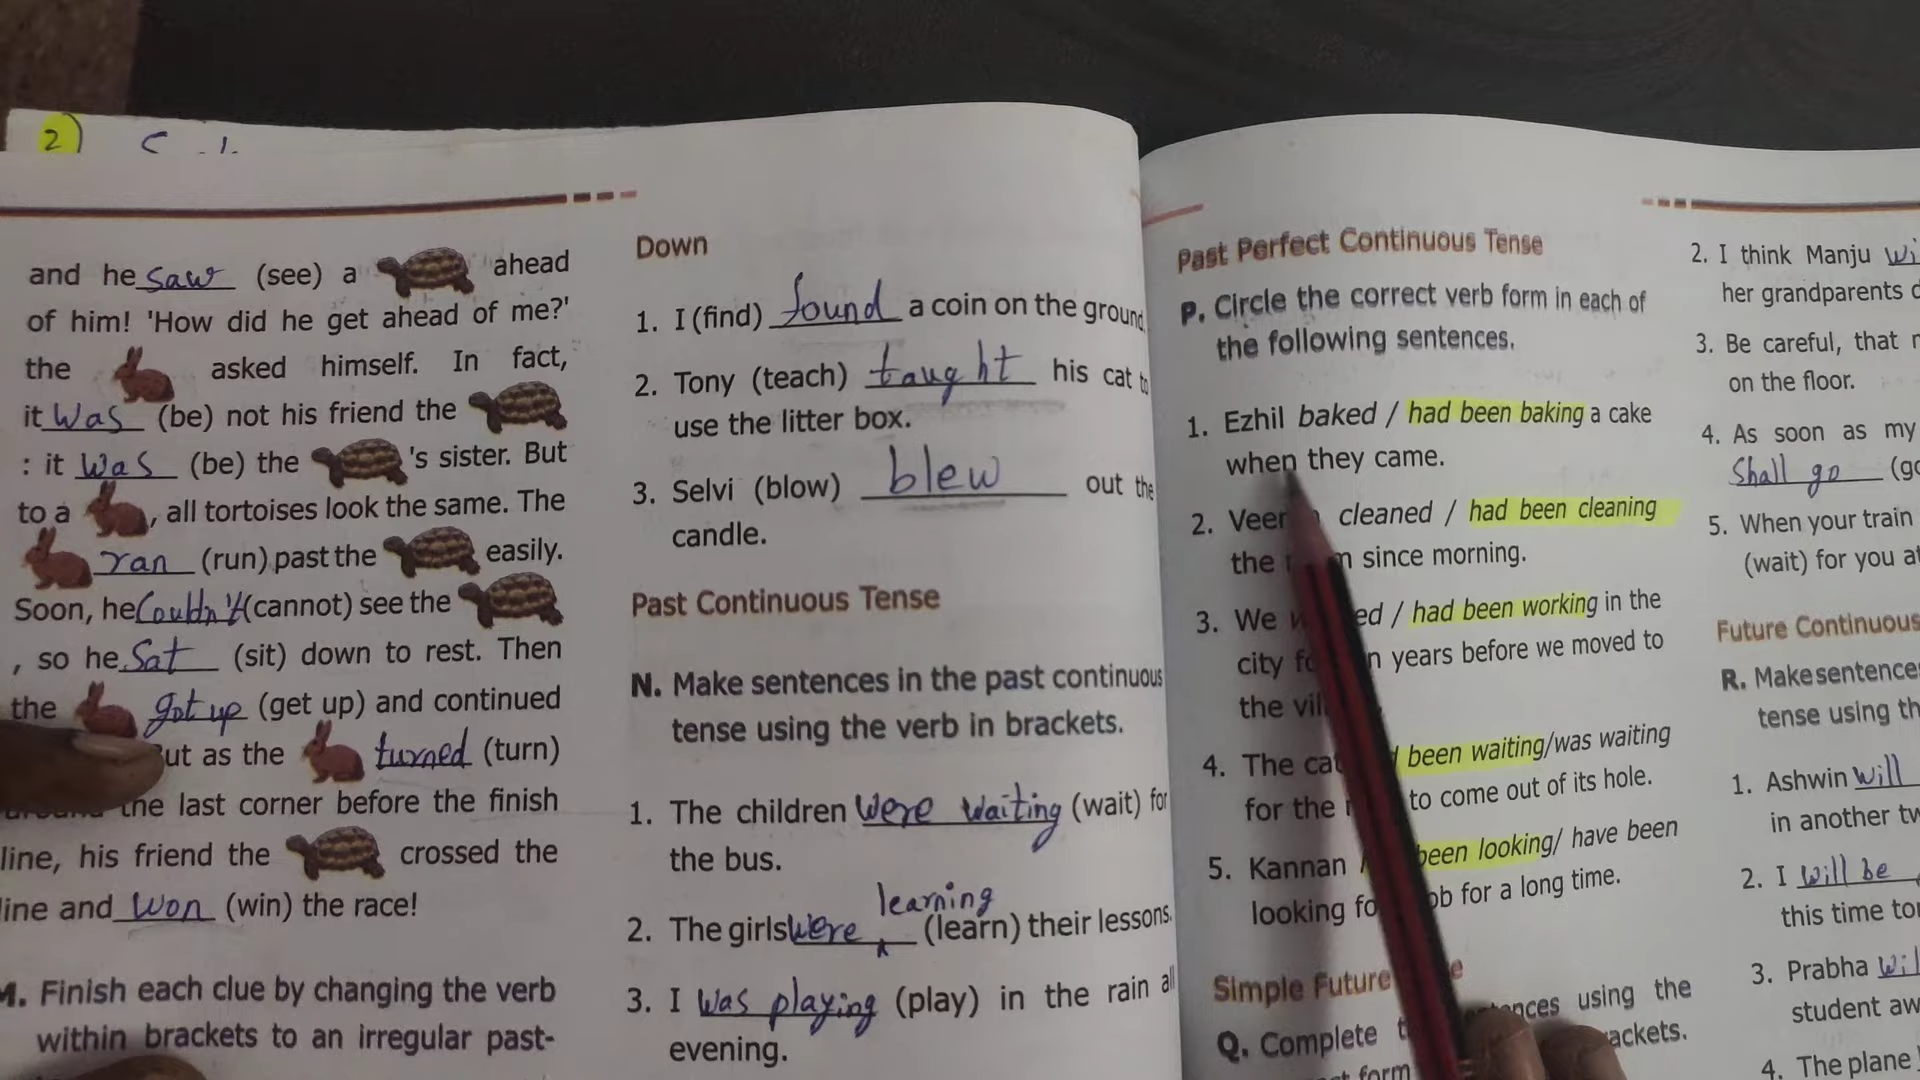 2
and he saw (see) a ahead
of him! 'How did he get ahead of me?'
the asked himself. In fact,
it was (be) not his friend the
: it was (be) the 's sister. But
to a , all tortoises look the same. The
ran (run) past the easily.
Soon, he couldn't (cannot) see the
, so he sat (sit) down to rest. Then
the got up (get up) and continued
ut as the turned (turn)
the last corner before the finish
line, his friend the crossed the
line and won (win) the race!
M. Finish each clue by changing the verb
within brackets to an irregular past-
Down
1. I (find) found a coin on the ground
2. Tony (teach) taught his cat to
use the litter box.
3. Selvi (blow) blew out the
candle.
Past Continuous Tense
N. Make sentences in the past continuous
tense using the verb in brackets.
1. The children were waiting (wait) for
the bus.
learning
2. The girls were (learn) their lessons.
3. I was playing (play) in the rain all
evening.
Past Perfect Continuous Tense
P. Circle the correct verb form in each of
the following sentences.
1. Ezhil baked / had been baking a cake
when they came.
2. Veer cleaned / had been cleaning
the since morning.
3. We ed / had been working in the
city years before we moved to
the
4. The cat been waiting/was waiting
for the to come out of its hole.
5. Kannan been looking/ have been
looking for a long time.
Simple Future
Q. Complete using the
2. I think Manju wi
her grandparents
3. Be careful, that
on the floor.
4. As soon as my
Shall go (go
5. When your train
(wait) for you at
Future Continuous
R. Make sentence
tense using th
1. Ashwin will
in another tw
2. I will be
this time to
3. Prabha wil
student aw
4. The plane